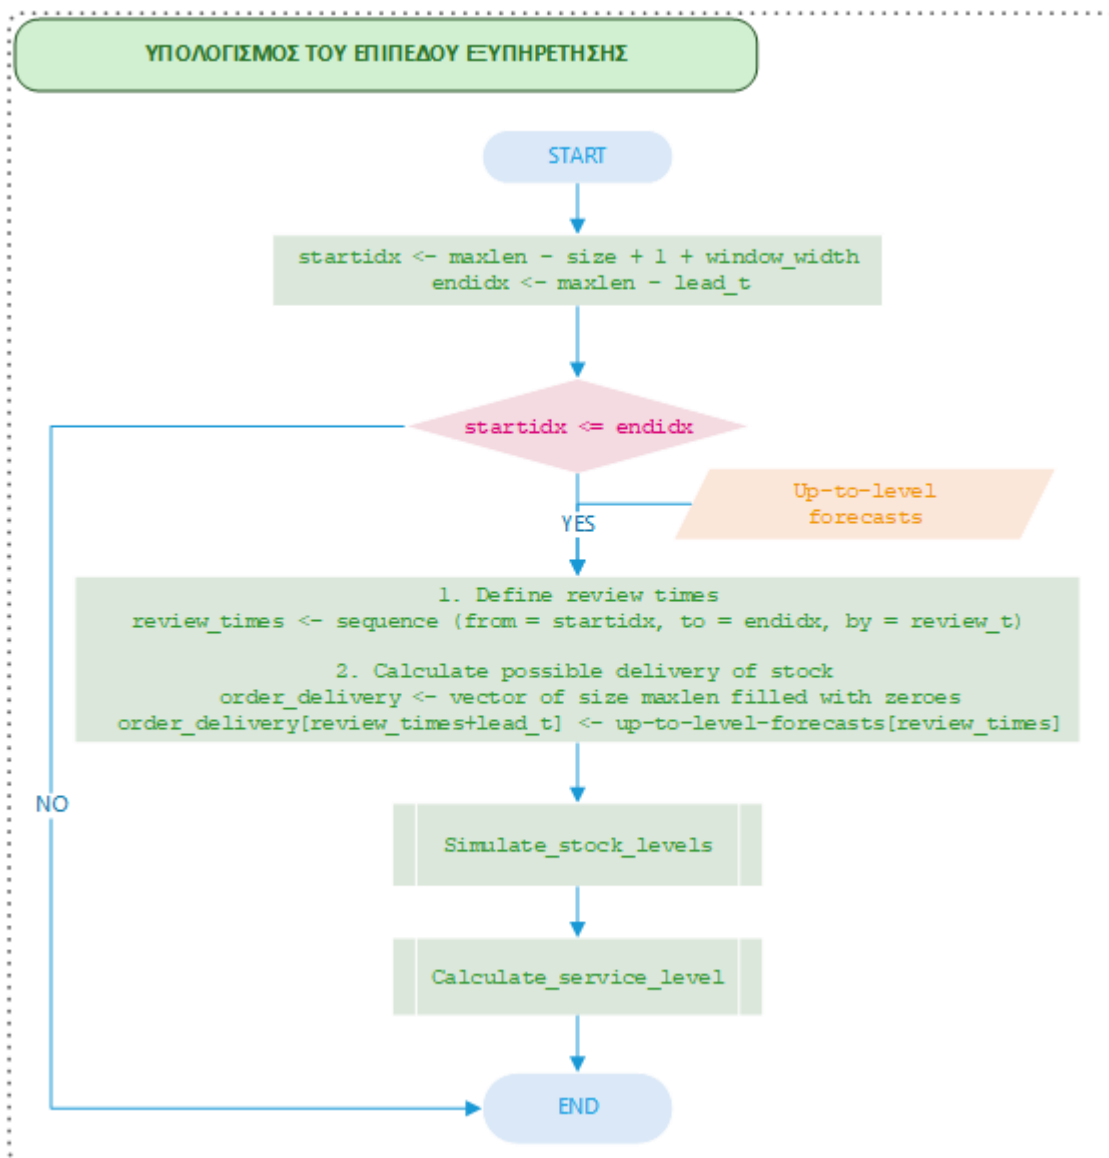 ΥΠΟΛΟΓΙΣΜΟΣ ΤΟΥ ΕΠΙΠΕΔΟΥ ΕΞΥΠΗΡΕΤΗΣΗΣ
START
startidx <- maxlen - size + 1 + window_width
endidx <- maxlen - lead_t
startidx <= endidx
Up-to-level
forecasts
YES
1. Define review times
review_times <- sequence (from = startidx, to = endidx, by = review_t)
2. Calculate possible delivery of stock
order_delivery <- vector of size maxlen filled with zeroes
order_delivery[review_times+lead_t] <- up-to-level-forecasts[review_times]
NO
Simulate_stock_levels
Calculate_service_level
END